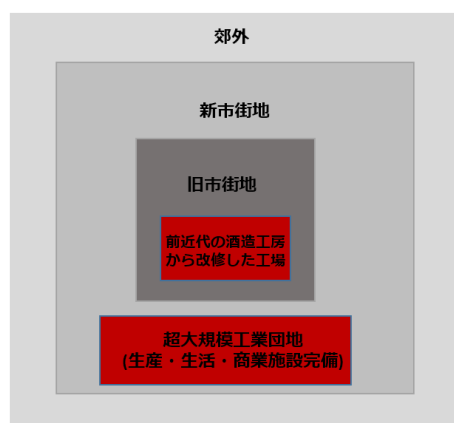 郊外
新市街地
旧市街地
前近代の酒造工房
から改修した工場
超大規模工業団地
(生産・生活・商業施設完備)